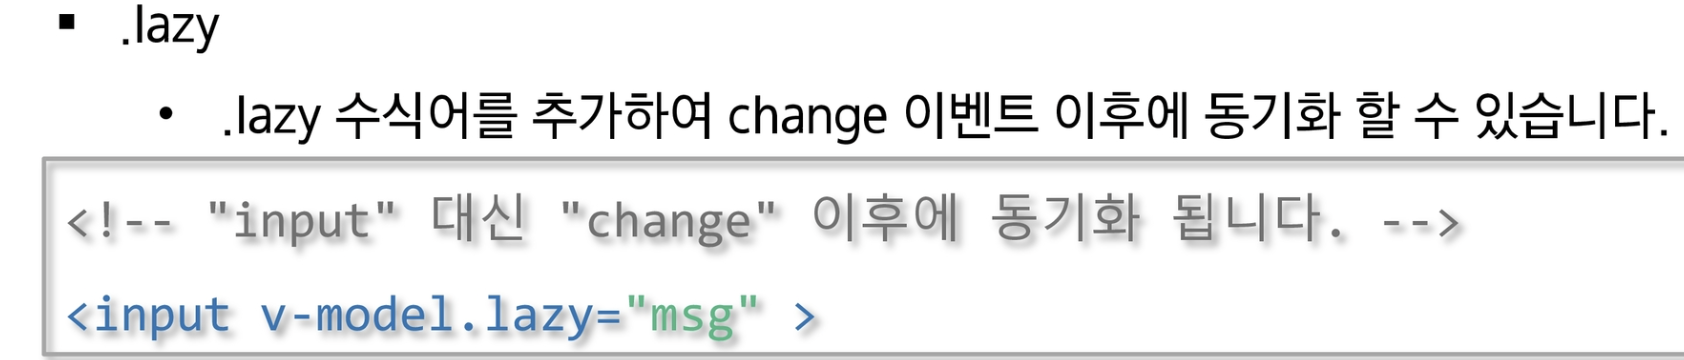 ▪ .lazy
• .lazy 수식어를 추가하여 change 이벤트 이후에 동기화 할 수 있습니다.
<!-- "input" 대신 "change" 이후에 동기화 됩니다. -->
<input v-model.lazy="msg" >